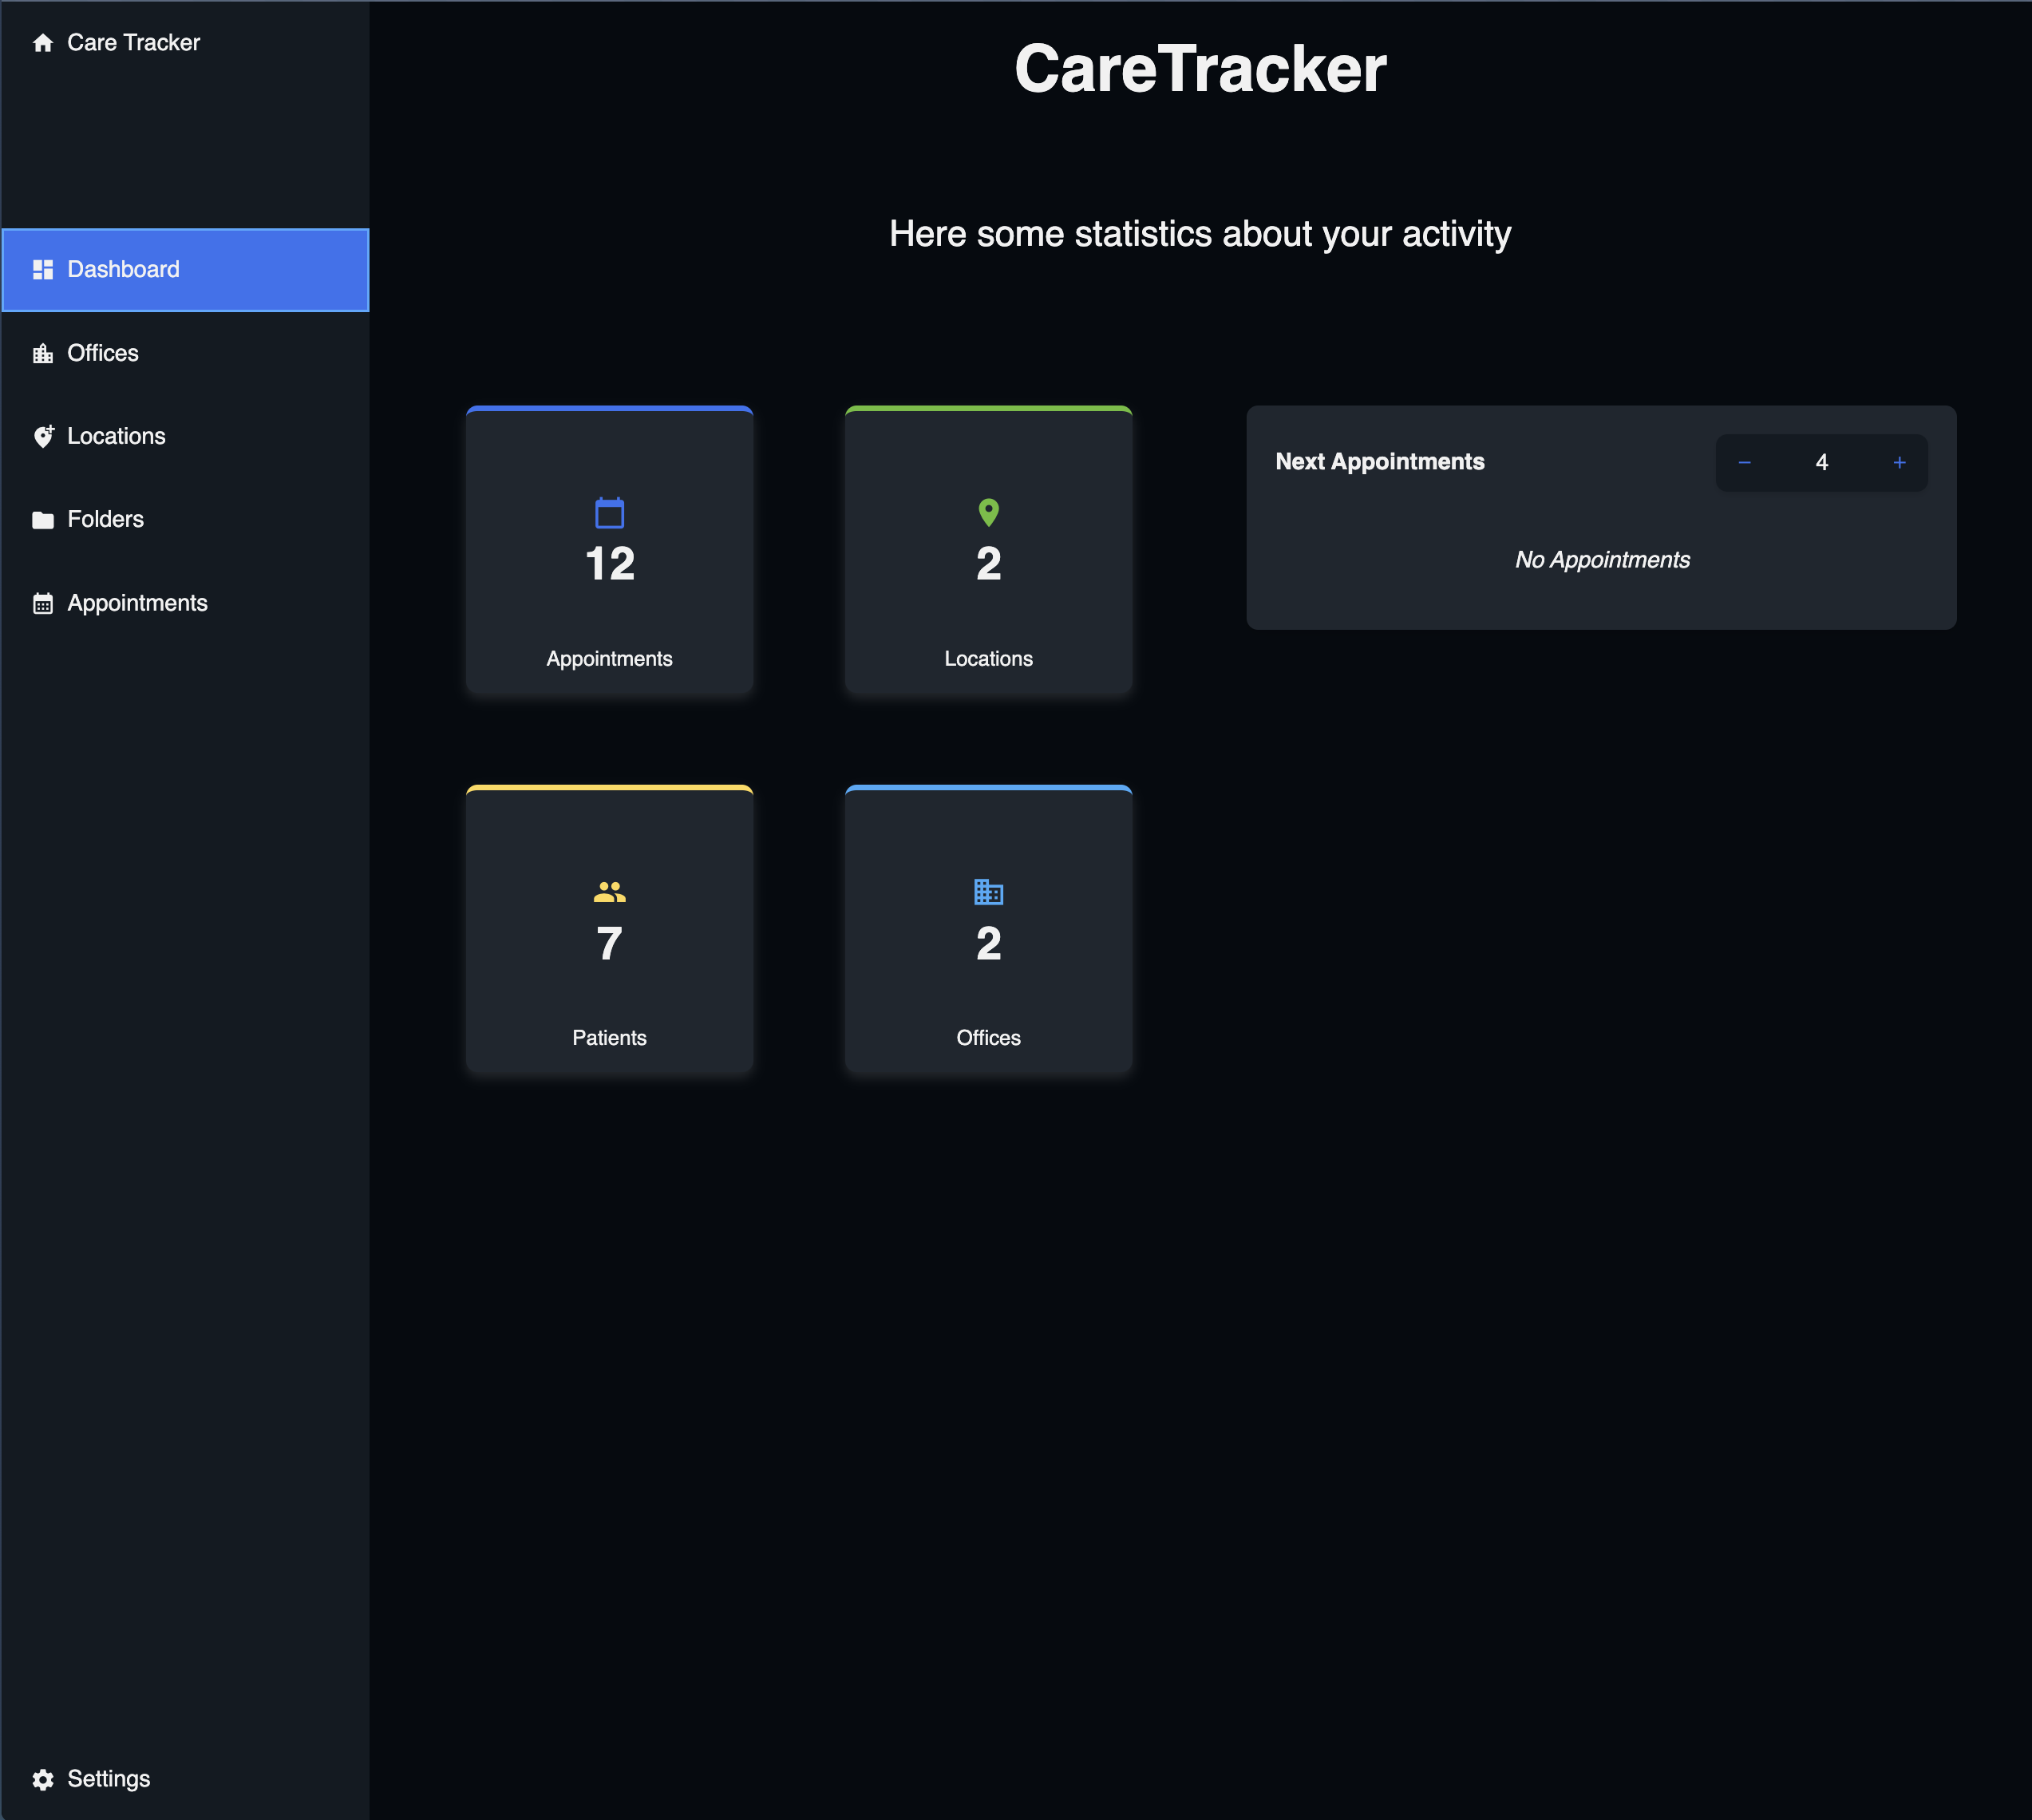 Care Tracker
Dashboard
Offices
Locations
Folders
Appointments
Settings
CareTracker
Here some statistics about your activity
12
Appointments
2
Locations
7
Patients
2
Offices
Next Appointments
− 4 +
No Appointments